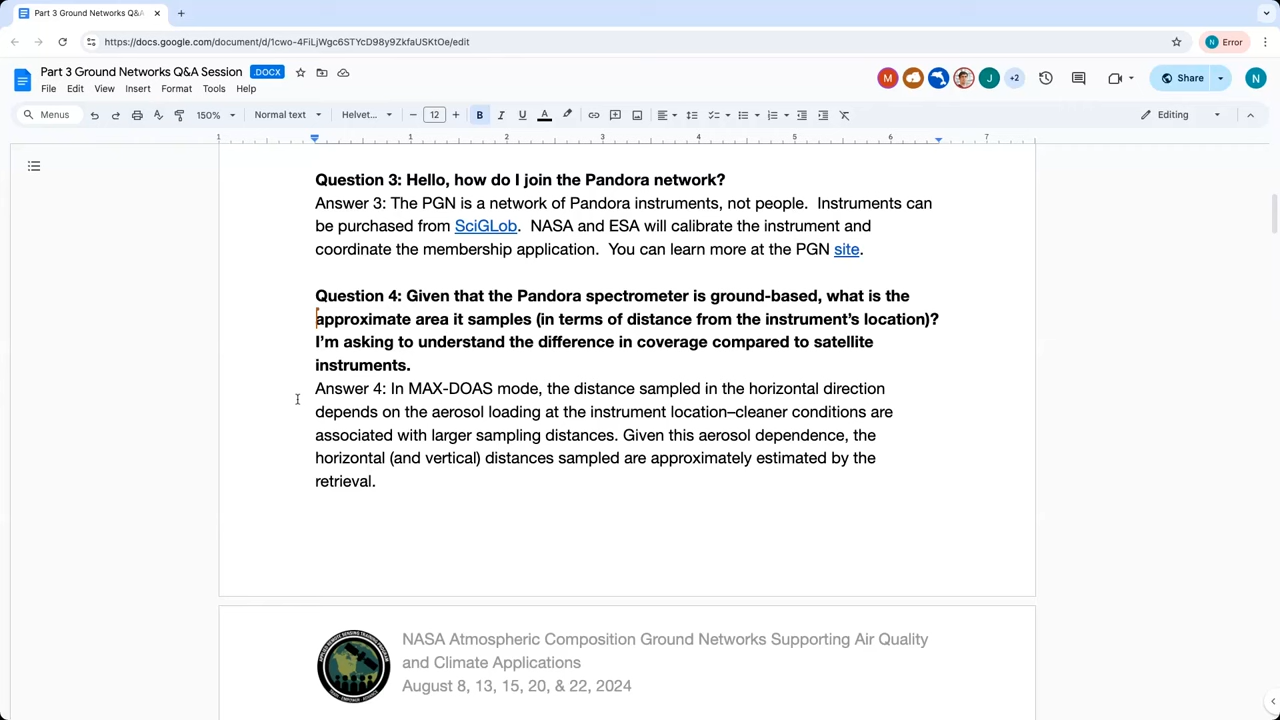 Part 3 Ground Networks Q&A
https://docs.google.com/document/d/1cwo-4FiLjWgc6STYcD98y9ZkfaUSKtOe/edit
N Error
Part 3 Ground Networks Q&A Session .DOCX
File Edit View Insert Format Tools Help
M J +2 Share N
Menus 150% Normal text Helvet... 12 B I U A Editing
1 1 2 3 4 5 6 7
Question 3: Hello, how do I join the Pandora network?
Answer 3: The PGN is a network of Pandora instruments, not people. Instruments can
be purchased from SciGLob. NASA and ESA will calibrate the instrument and
coordinate the membership application. You can learn more at the PGN site.
Question 4: Given that the Pandora spectrometer is ground-based, what is the
approximate area it samples (in terms of distance from the instrument's location)?
I'm asking to understand the difference in coverage compared to satellite
instruments.
Answer 4: In MAX-DOAS mode, the distance sampled in the horizontal direction
depends on the aerosol loading at the instrument location–cleaner conditions are
associated with larger sampling distances. Given this aerosol dependence, the
horizontal (and vertical) distances sampled are approximately estimated by the
retrieval.
NASA Atmospheric Composition Ground Networks Supporting Air Quality
and Climate Applications
August 8, 13, 15, 20, & 22, 2024